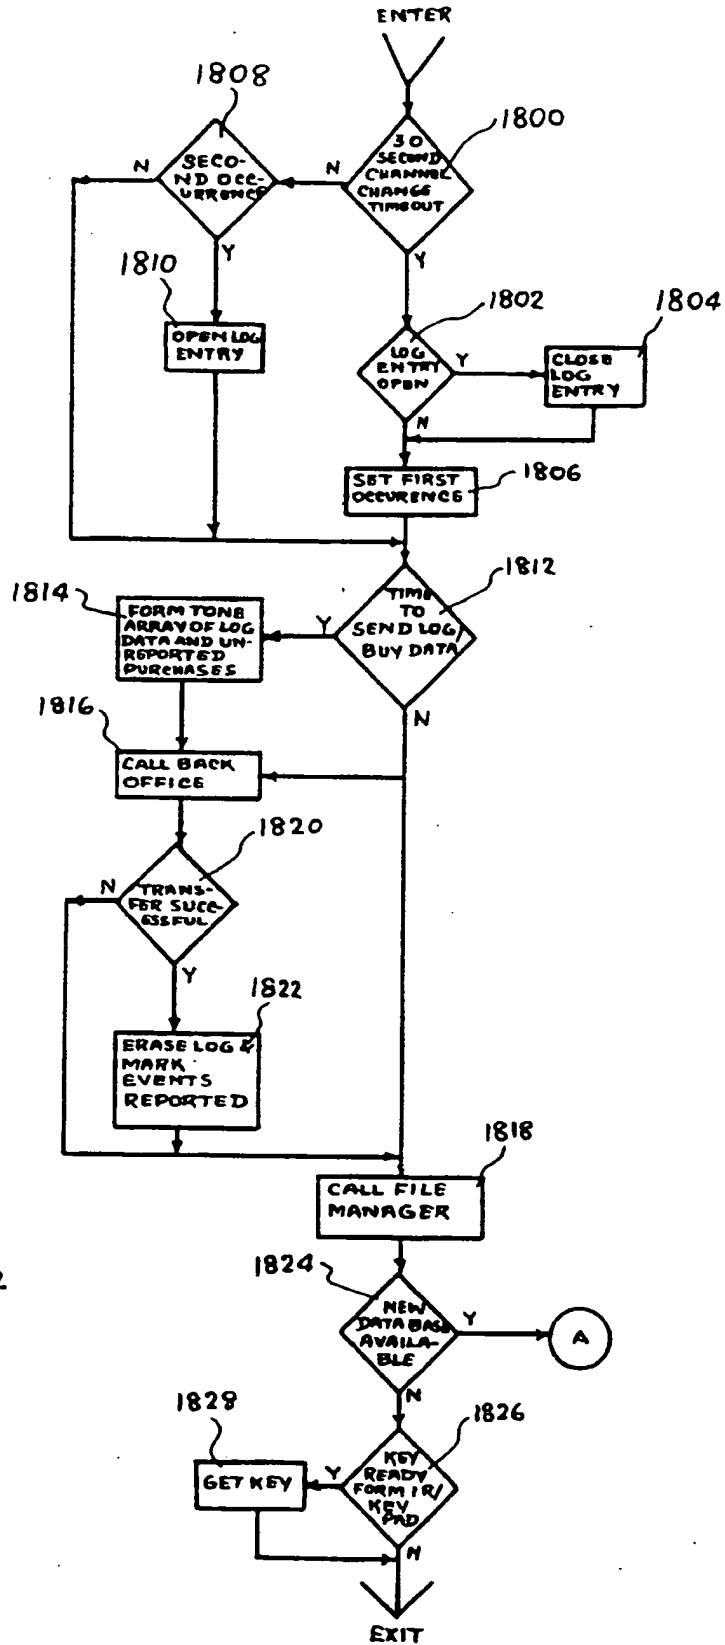 ENTER
1808
1800
30
SECOND
CHANNEL
CHANGE
TIMEOUT
N
Y
SECO-
ND OCC-
URRENCE
N
Y
1810
OPEN LOG
ENTRY
1802
LOG
ENTRY
OPEN
Y
N
1804
CLOSE
LOG
ENTRY
1806
SET FIRST
OCCURENCE
1812
TIME
TO
SEND LOG/
BUY DATA
Y
N
1814
FORM TONE
ARRAY OF LOG
DATA AND UN-
REPORTED
PURCHASES
1816
CALL BACK
OFFICE
1820
TRANS-
FER SUCC-
ESSFUL
N
Y
1822
ERASE LOG &
MARK
EVENTS
REPORTED
1818
CALL FILE
MANAGER
1824
NEW
DATA BASE
AVAILA-
BLE
Y
A
N
1826
KEY
READY
FORM IR/
KEY
PAD
Y
N
1828
GET KEY
EXIT